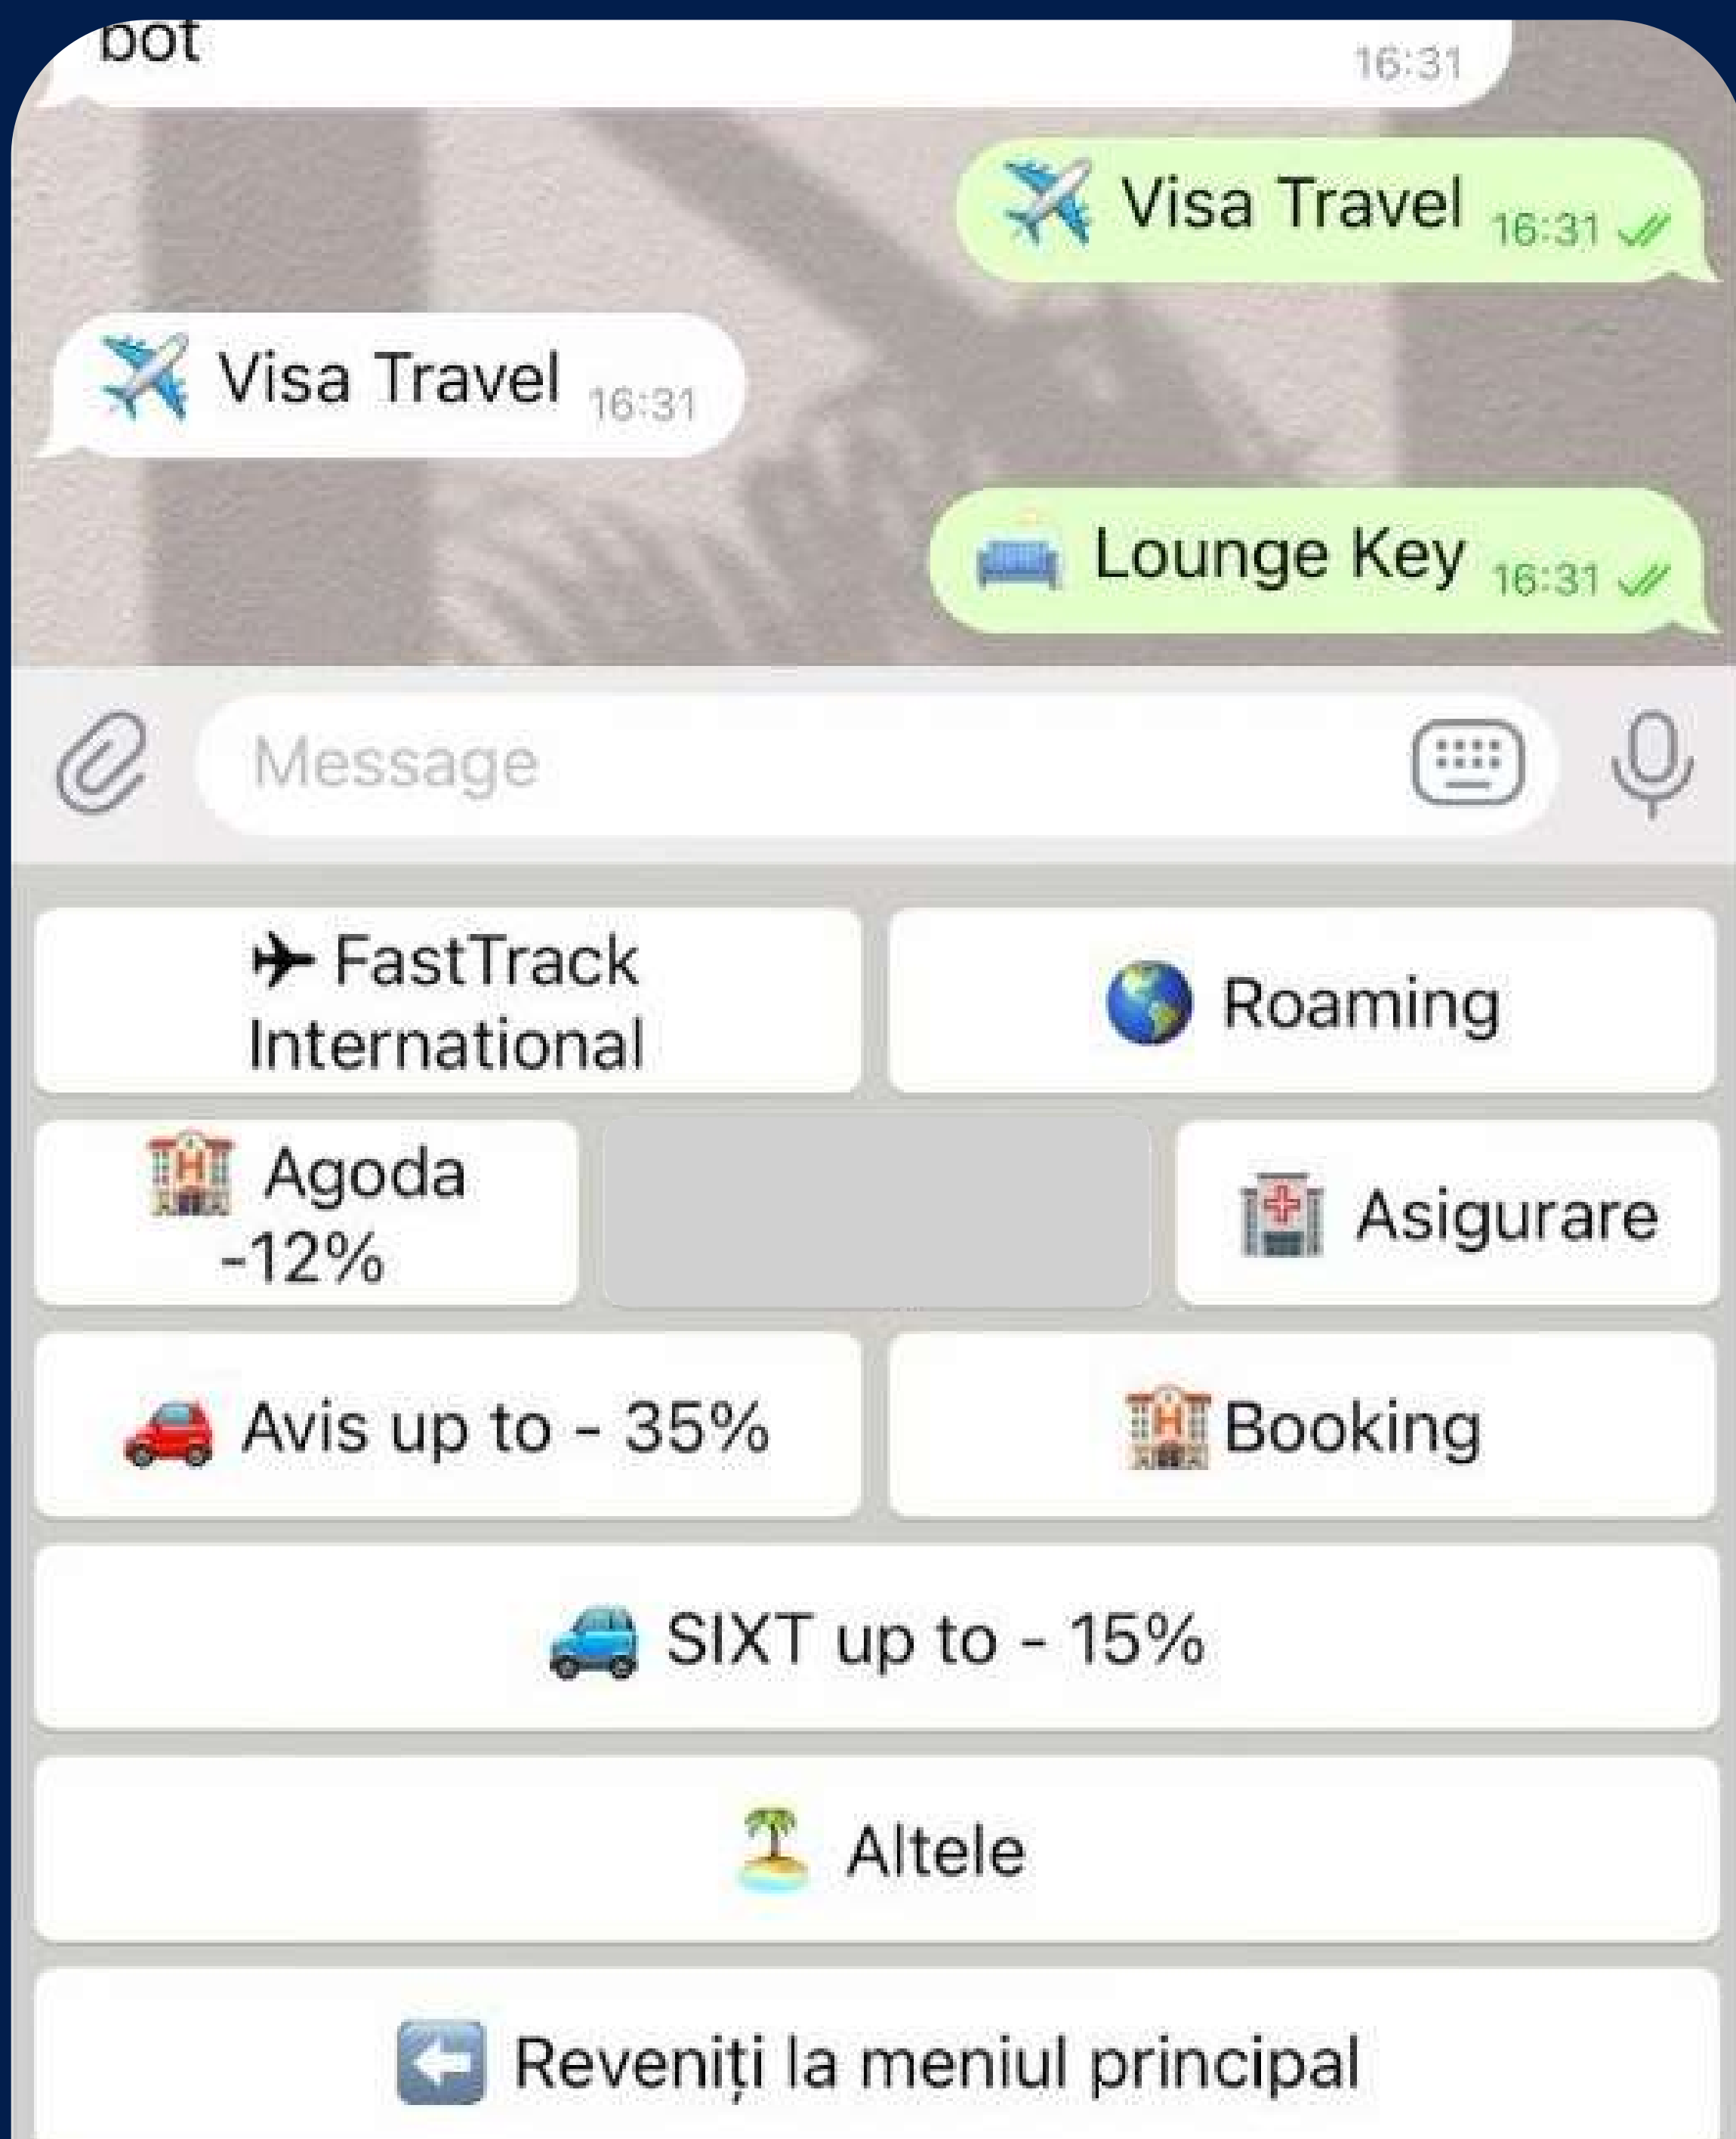 bot
16:31
Visa Travel 16:31
Visa Travel 16:31
Lounge Key 16:31
Message
FastTrack
International
Roaming
Agoda
-12%
Asigurare
Avis up to - 35%
Booking
SIXT up to - 15%
Altele
Reveniți la meniul principal